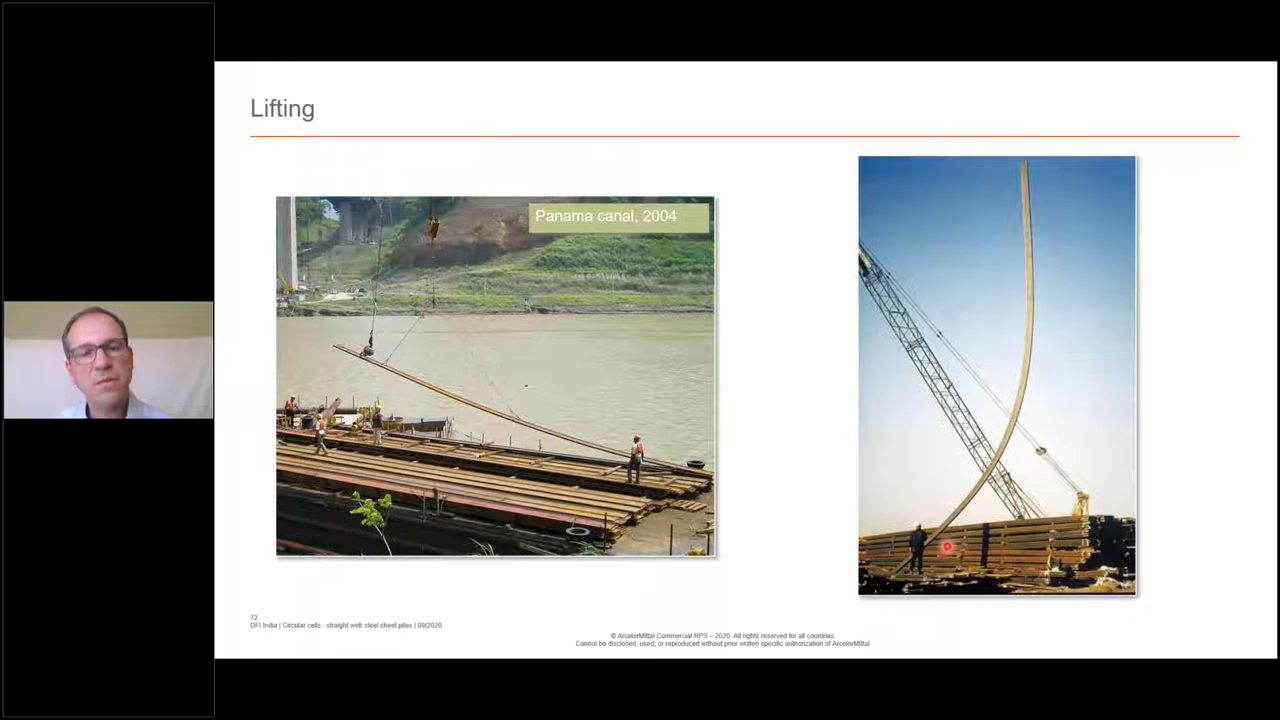 Lifting
Panama canal, 2004
72
DFI India | Circular cells - straight web steel sheet piles | 09/2020
© ArcelorMittal Commercial RPS – 2020. All rights reserved for all countries.
Cannot be disclosed, used, or reproduced without prior written specific authorization of ArcelorMittal